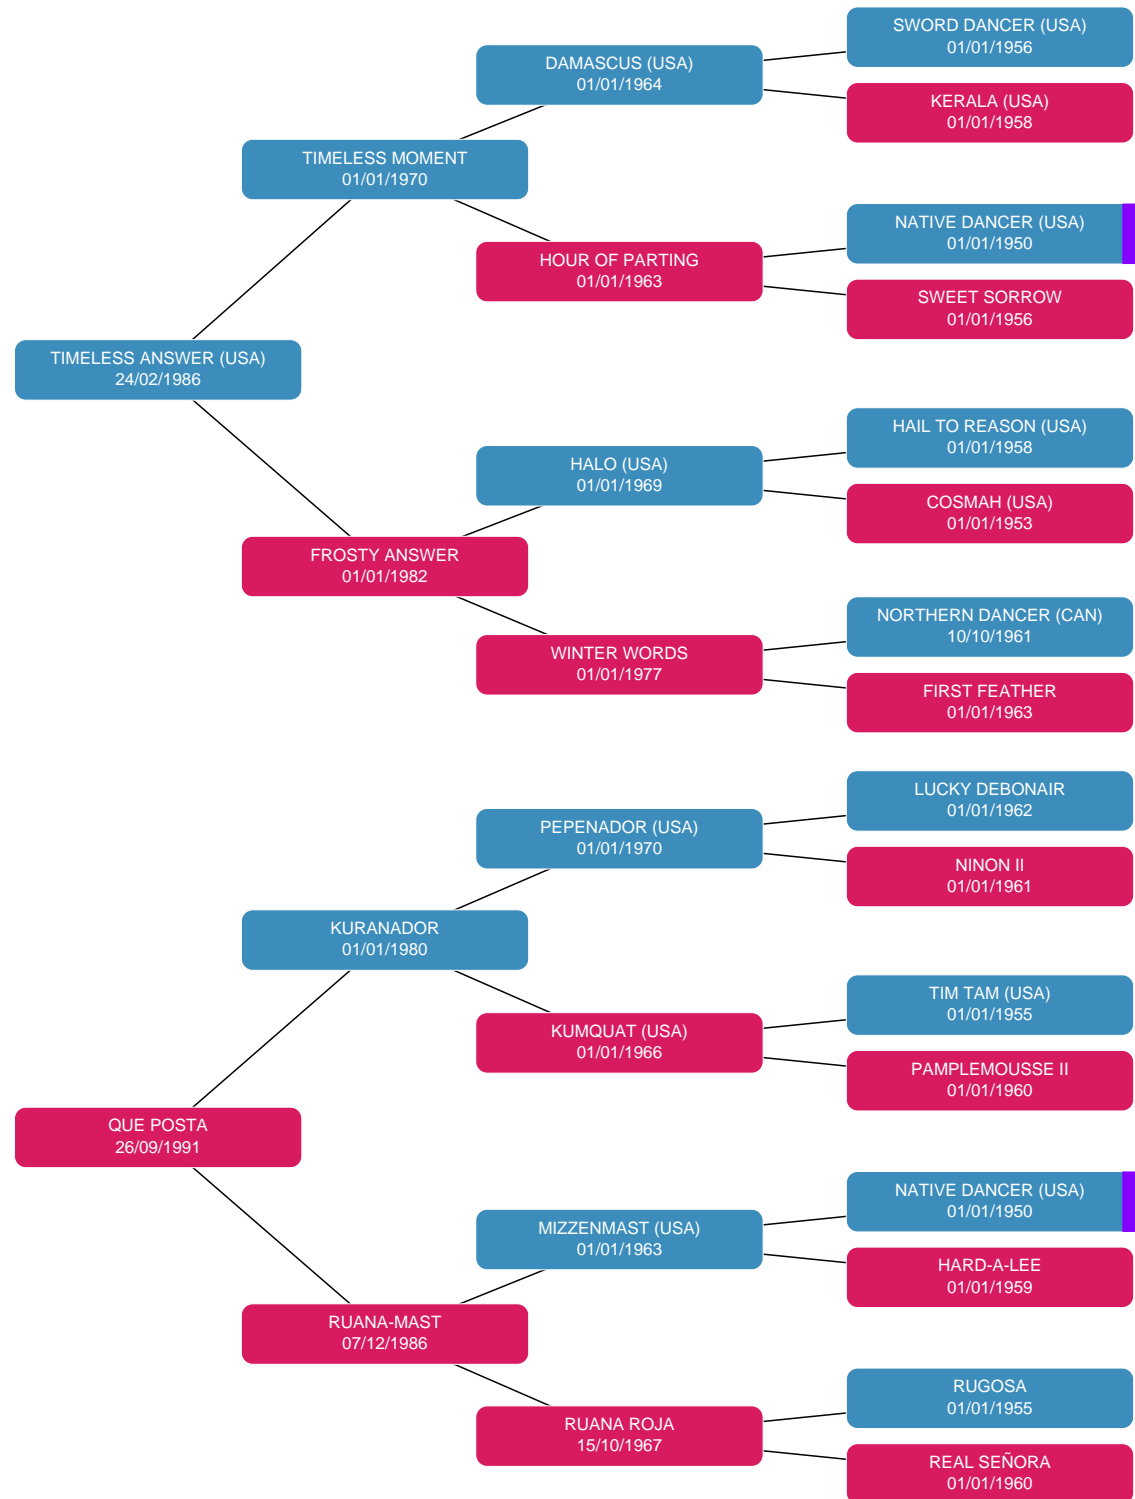 SWORD DANCER (USA)
01/01/1956
DAMASCUS (USA)
01/01/1964
KERALA (USA)
01/01/1958
TIMELESS MOMENT
01/01/1970
NATIVE DANCER (USA)
01/01/1950
HOUR OF PARTING
01/01/1963
SWEET SORROW
01/01/1956
TIMELESS ANSWER (USA)
24/02/1986
HAIL TO REASON (USA)
01/01/1958
HALO (USA)
01/01/1969
COSMAH (USA)
01/01/1953
FROSTY ANSWER
01/01/1982
NORTHERN DANCER (CAN)
10/10/1961
WINTER WORDS
01/01/1977
FIRST FEATHER
01/01/1963
LUCKY DEBONAIR
01/01/1962
PEPENADOR (USA)
01/01/1970
NINON II
01/01/1961
KURANADOR
01/01/1980
TIM TAM (USA)
01/01/1955
KUMQUAT (USA)
01/01/1966
PAMPLEMOUSSE II
01/01/1960
QUE POSTA
26/09/1991
NATIVE DANCER (USA)
01/01/1950
MIZZENMAST (USA)
01/01/1963
HARD-A-LEE
01/01/1959
RUANA-MAST
07/12/1986
RUGOSA
01/01/1955
RUANA ROJA
15/10/1967
REAL SEÑORA
01/01/1960